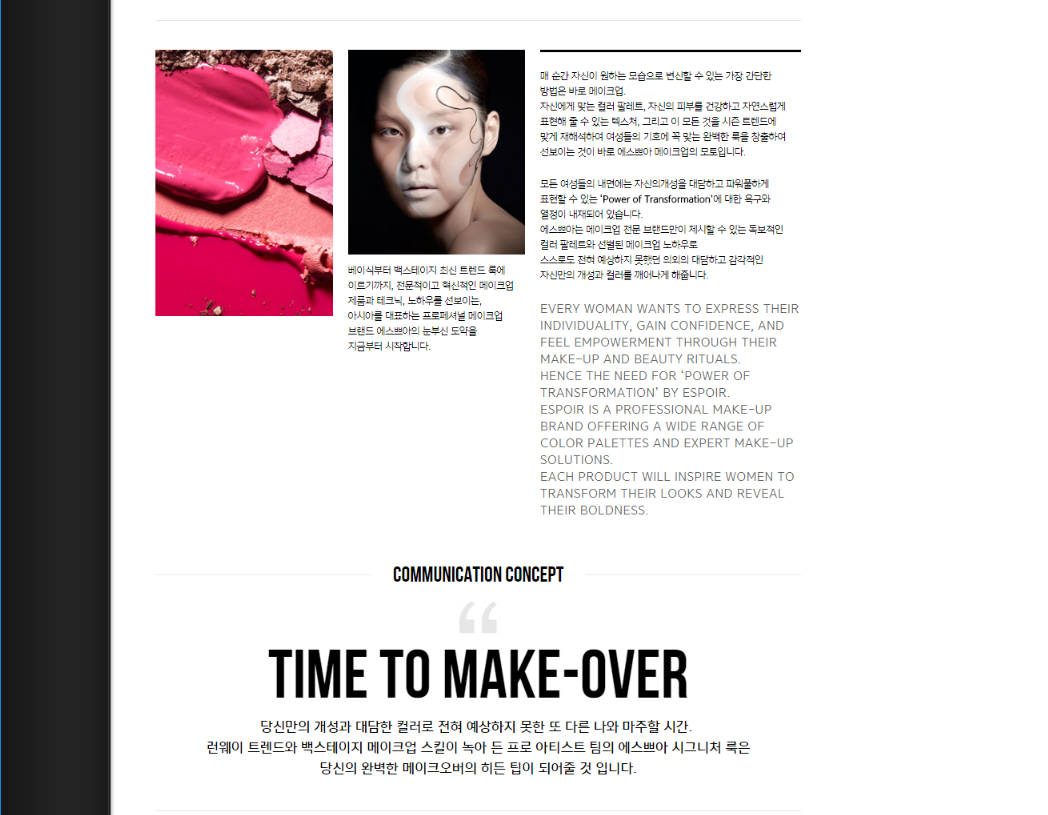 베이식부터 백스테이지 최신 트렌드 룩에
이르기까지, 전문적이고 혁신적인 메이크업
제품과 테크닉, 노하우를 선보이는,
아시아를 대표하는 프로페셔널 메이크업
브랜드 에스쁘아의 눈부신 도약을
지금부터 시작합니다.
매 순간 자신이 원하는 모습으로 변신할 수 있는 가장 간단한
방법은 바로 메이크업.
자신에게 맞는 컬러 팔레트, 자신의 피부를 건강하고 자연스럽게
표현해 줄 수 있는 텍스처, 그리고 이 모든 것을 시즌 트렌드에
맞게 재해석하여 여성들의 기호에 꼭 맞는 완벽한 룩을 창출하여
선보이는 것이 바로 에스쁘아 메이크업의 모토입니다.
모든 여성들의 내면에는 자신의개성을 대담하고 파워풀하게
표현할 수 있는 'Power of Transformation'에 대한 욕구와
열정이 내재되어 있습니다.
에스쁘아는 메이크업 전문 브랜드만이 제시할 수 있는 독보적인
컬러 팔레트와 선별된 메이크업 노하우로
스스로도 전혀 예상하지 못했던 의외의 대담하고 감각적인
자신만의 개성과 컬러를 깨어나게 해줍니다.
EVERY WOMAN WANTS TO EXPRESS THEIR
INDIVIDUALITY, GAIN CONFIDENCE, AND
FEEL EMPOWERMENT THROUGH THEIR
MAKE-UP AND BEAUTY RITUALS.
HENCE THE NEED FOR 'POWER OF
TRANSFORMATION' BY ESPOIR.
ESPOIR IS A PROFESSIONAL MAKE-UP
BRAND OFFERING A WIDE RANGE OF
COLOR PALETTES AND EXPERT MAKE-UP
SOLUTIONS.
EACH PRODUCT WILL INSPIRE WOMEN TO
TRANSFORM THEIR LOOKS AND REVEAL
THEIR BOLDNESS.
COMMUNICATION CONCEPT
“
TIME TO MAKE-OVER
당신만의 개성과 대담한 컬러로 전혀 예상하지 못한 또 다른 나와 마주할 시간.
런웨이 트렌드와 백스테이지 메이크업 스킬이 녹아 든 프로 아티스트 팀의 에스쁘아 시그니처 룩은
당신의 완벽한 메이크오버의 히든 팁이 되어줄 것 입니다.